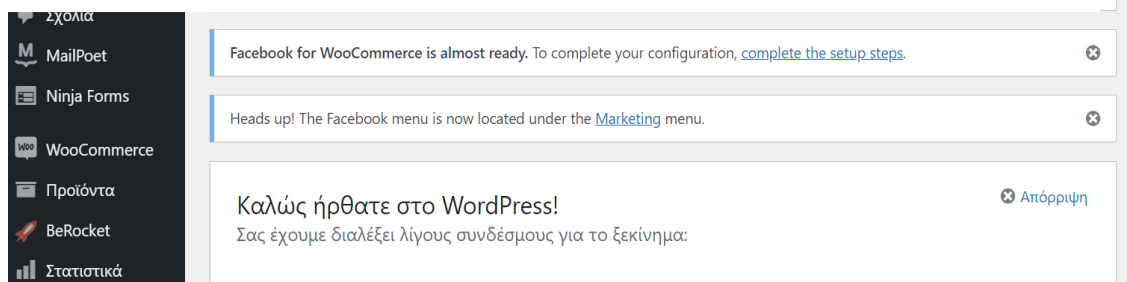 Σχόλια
MailPoet
Ninja Forms
WooCommerce
Προϊόντα
BeRocket
Στατιστικά
Facebook for WooCommerce is almost ready. To complete your configuration, complete the setup steps.
Heads up! The Facebook menu is now located under the Marketing menu.
Καλώς ήρθατε στο WordPress!
Απόρριψη
Σας έχουμε διαλέξει λίγους συνδέσμους για το ξεκίνημα: